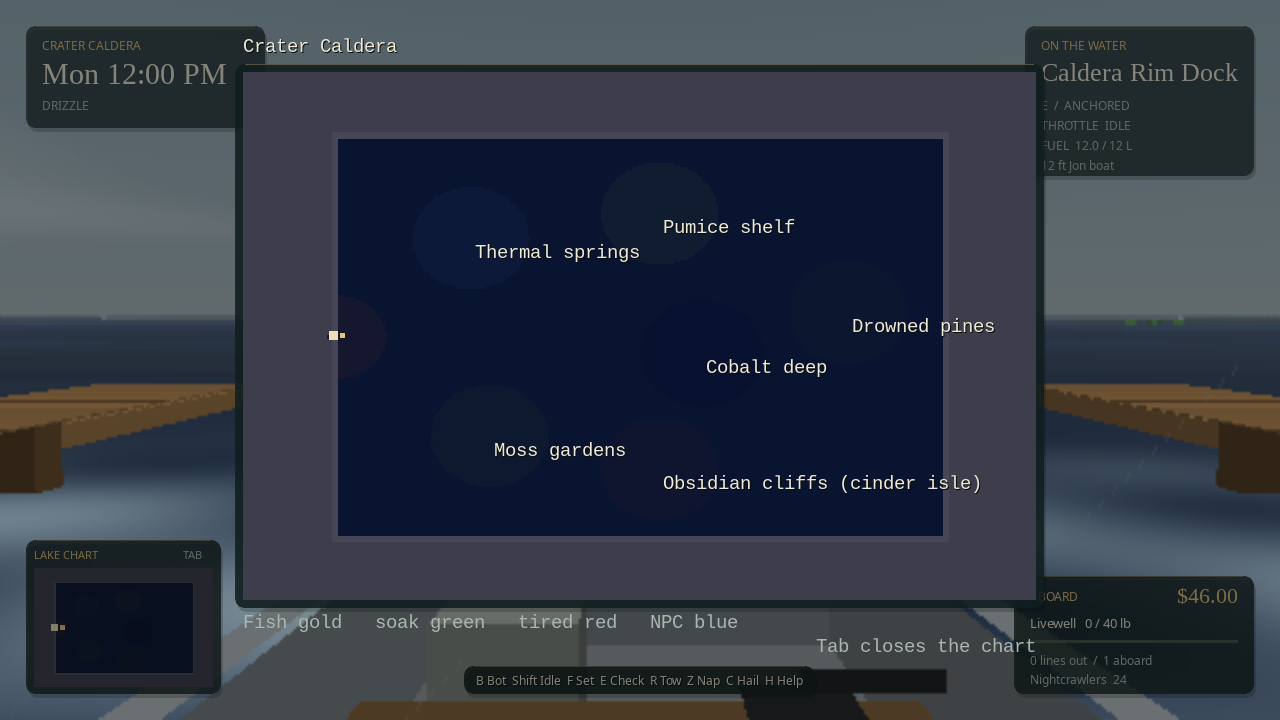 CRATER CALDERA
Mon 12:00 PM
DRIZZLE
Crater Caldera
ON THE WATER
Caldera Rim Dock
E / ANCHORED
THROTTLE IDLE
FUEL 12.0 / 12 L
12 ft Jon boat
Pumice shelf
Thermal springs
Drowned pines
Cobalt deep
Moss gardens
Obsidian cliffs (cinder isle)
LAKE CHART TAB
Fish gold soak green tired red NPC blue
Tab closes the chart
$46.00
Livewell 0 / 40 lb
0 lines out / 1 aboard
Nightcrawlers 24
B Bot Shift Idle F Set E Check R Tow Z Nap C Hail H Help